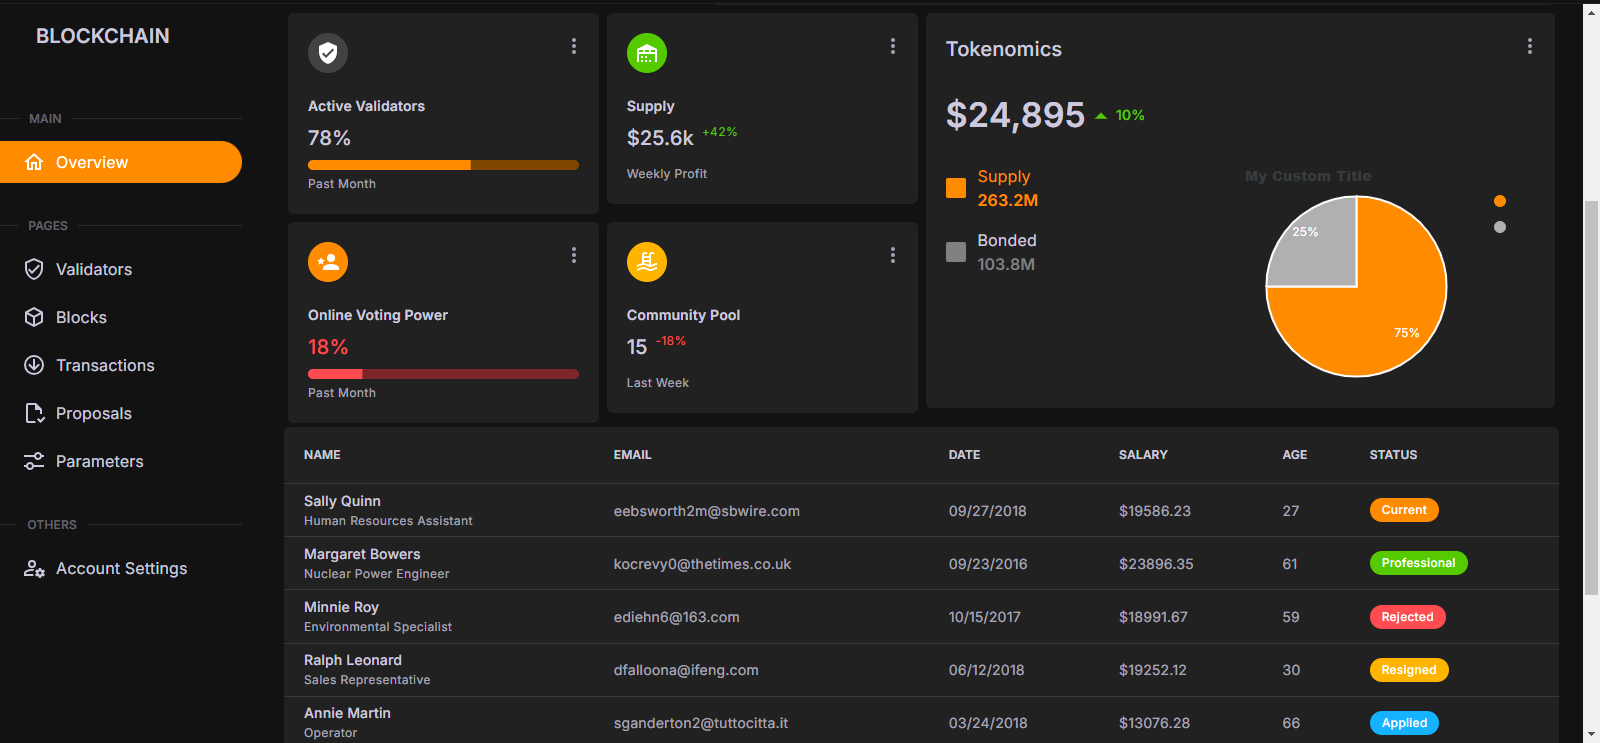 BLOCKCHAIN
MAIN
Overview
PAGES
Validators
Blocks
Transactions
Proposals
Parameters
OTHERS
Account Settings
Active Validators
78%
Past Month
Supply
$25.6k +42%
Weekly Profit
Online Voting Power
18%
Past Month
Community Pool
15 -18%
Last Week
Tokenomics
$24,895 10%
Supply
263.2M
Bonded
103.8M
My Custom Title
25%
75%
NAME EMAIL DATE SALARY AGE STATUS
Sally Quinn
Human Resources Assistant
eebsworth2m@sbwire.com 09/27/2018 $19586.23 27 Current
Margaret Bowers
Nuclear Power Engineer
kocrevy0@thetimes.co.uk 09/23/2016 $23896.35 61 Professional
Minnie Roy
Environmental Specialist
ediehn6@163.com 10/15/2017 $18991.67 59 Rejected
Ralph Leonard
Sales Representative
dfalloona@ifeng.com 06/12/2018 $19252.12 30 Resigned
Annie Martin
Operator
sganderton2@tuttocitta.it 03/24/2018 $13076.28 66 Applied